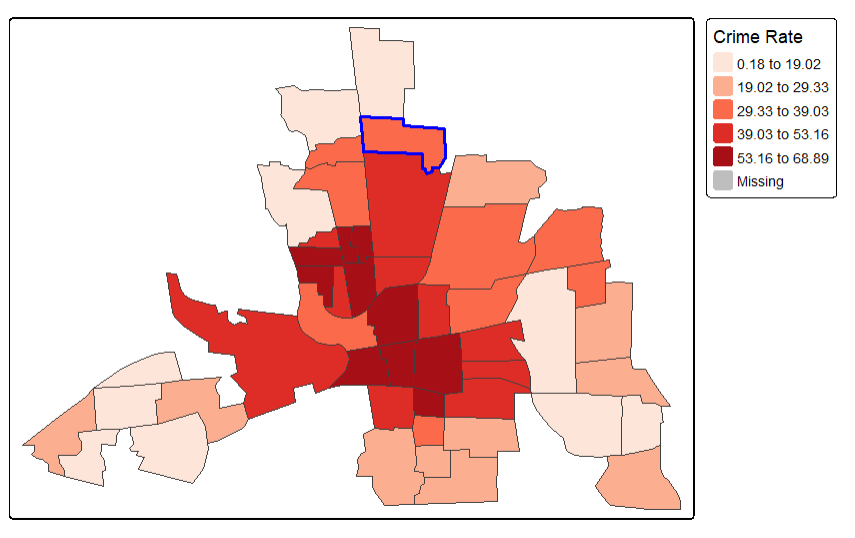 Crime Rate
0.18 to 19.02
19.02 to 29.33
29.33 to 39.03
39.03 to 53.16
53.16 to 68.89
Missing